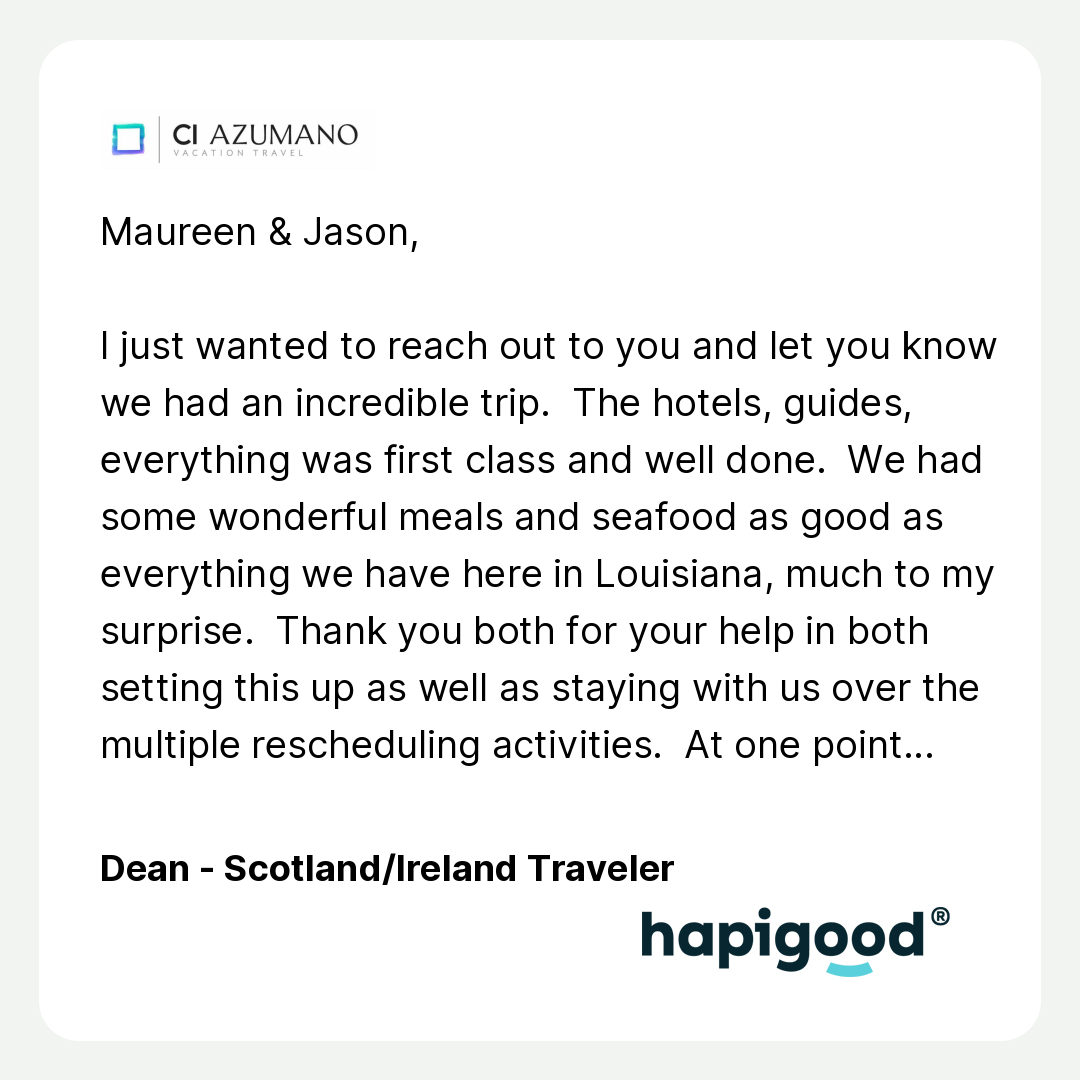 CI AZUMANO
VACATION TRAVEL
Maureen & Jason,
I just wanted to reach out to you and let you know
we had an incredible trip.  The hotels, guides,
everything was first class and well done.  We had
some wonderful meals and seafood as good as
everything we have here in Louisiana, much to my
surprise.  Thank you both for your help in both
setting this up as well as staying with us over the
multiple rescheduling activities.  At one point...
Dean - Scotland/Ireland Traveler
hapigood®